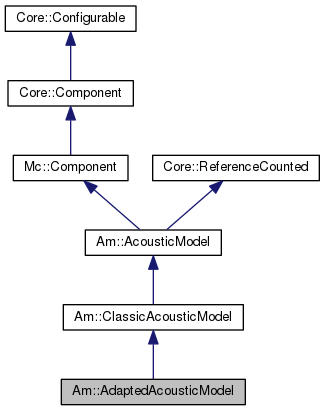 Core::Configurable
Core::Component
Mc::Component
Core::ReferenceCounted
Am::AcousticModel
Am::ClassicAcousticModel
Am::AdaptedAcousticModel